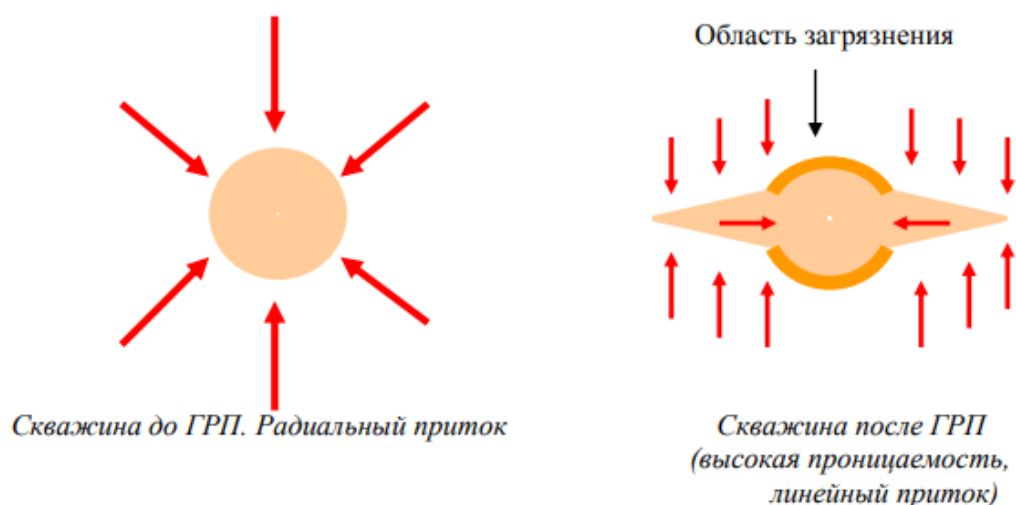 Область загрязнения
Скважина до ГРП. Радиальный приток
Скважина после ГРП
(высокая проницаемость,
линейный приток)